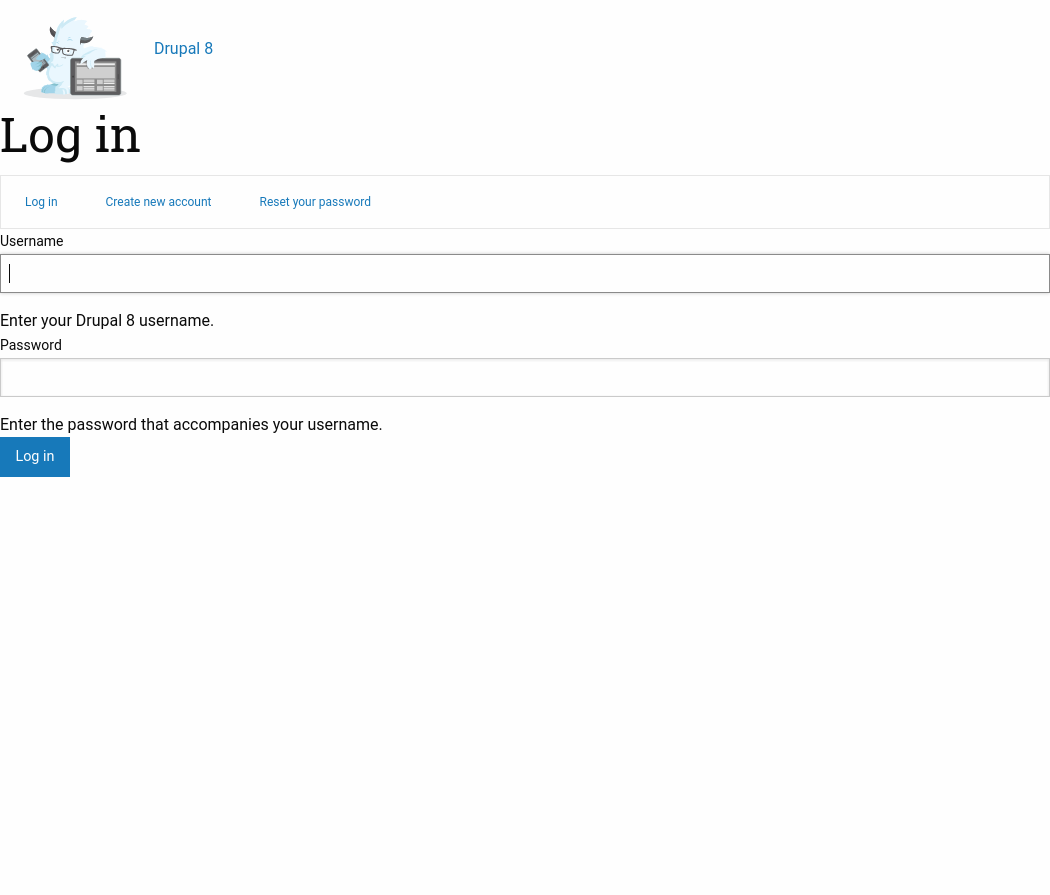 Drupal 8
Log in
Log in Create new account Reset your password
Username
Enter your Drupal 8 username.
Password
Enter the password that accompanies your username.
Log in